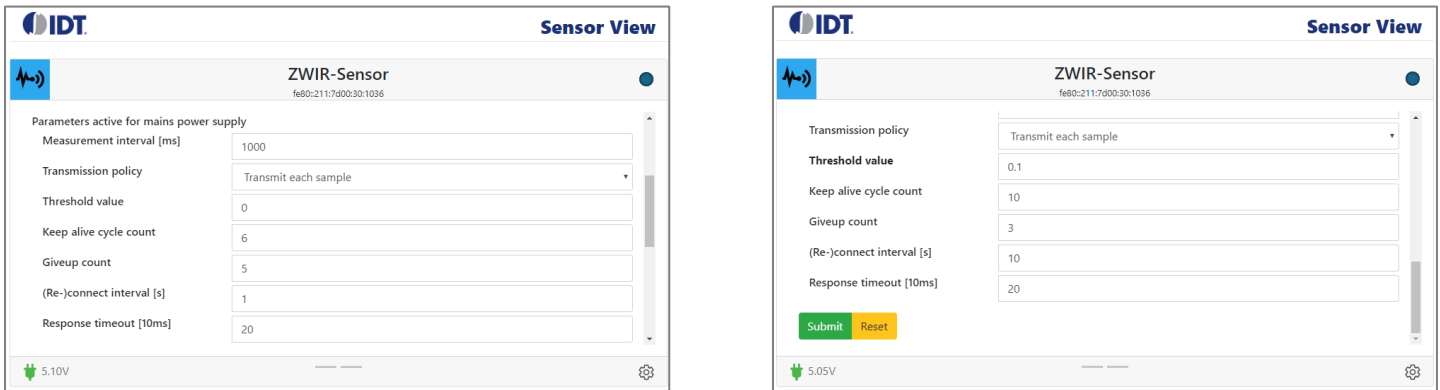 IDT.
Sensor View
ZWIR-Sensor
fe80::211:7d00:30:1036
Parameters active for mains power supply
Measurement interval [ms] 1000
Transmission policy Transmit each sample
Threshold value 0
Keep alive cycle count 6
Giveup count 5
(Re-)connect interval [s] 1
Response timeout [10ms] 20
5.10V
IDT.
Sensor View
ZWIR-Sensor
fe80::211:7d00:30:1036
Transmission policy Transmit each sample
Threshold value 0.1
Keep alive cycle count 10
Giveup count 3
(Re-)connect interval [s] 10
Response timeout [10ms] 20
Submit Reset
5.05V